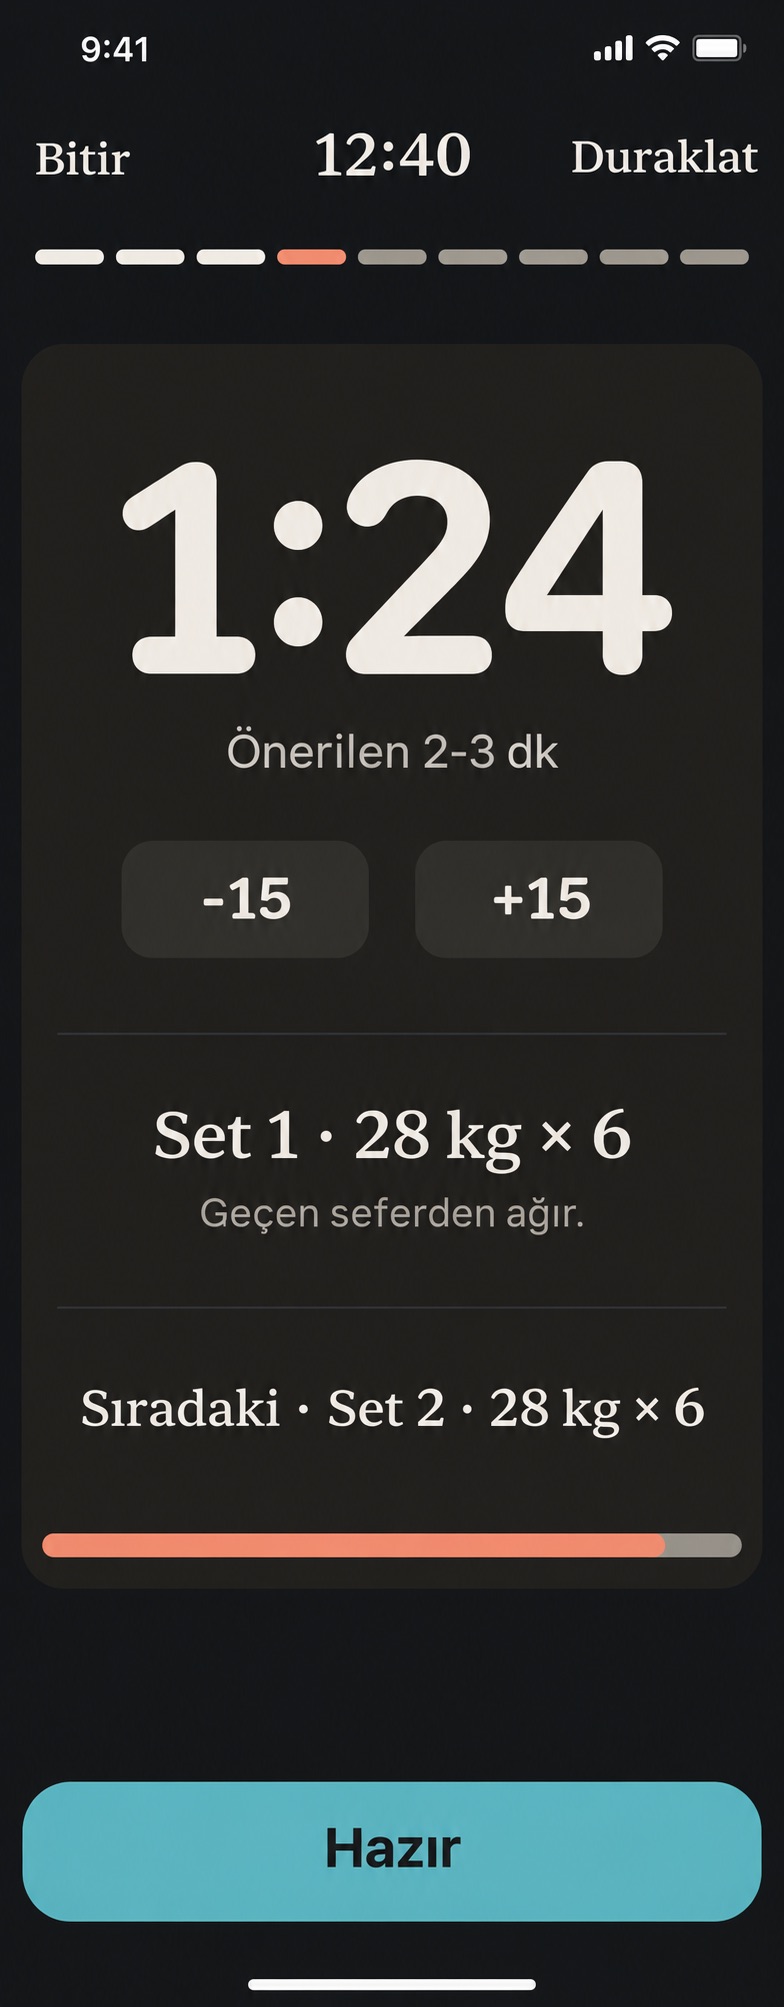 9:41
Bitir 12:40 Duraklat
1:24
Önerilen 2-3 dk
-15 +15
Set 1 · 28 kg × 6
Geçen seferden ağır.
Sıradaki · Set 2 · 28 kg × 6
Hazır